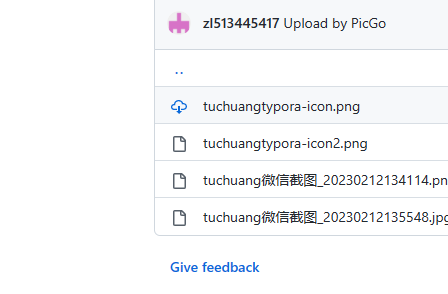 zl513445417 Upload by PicGo
..
tuchuangtypora-icon.png
tuchuangtypora-icon2.png
tuchuang微信截图_20230212134114.pn
tuchuang微信截图_20230212135548.jpg
Give feedback